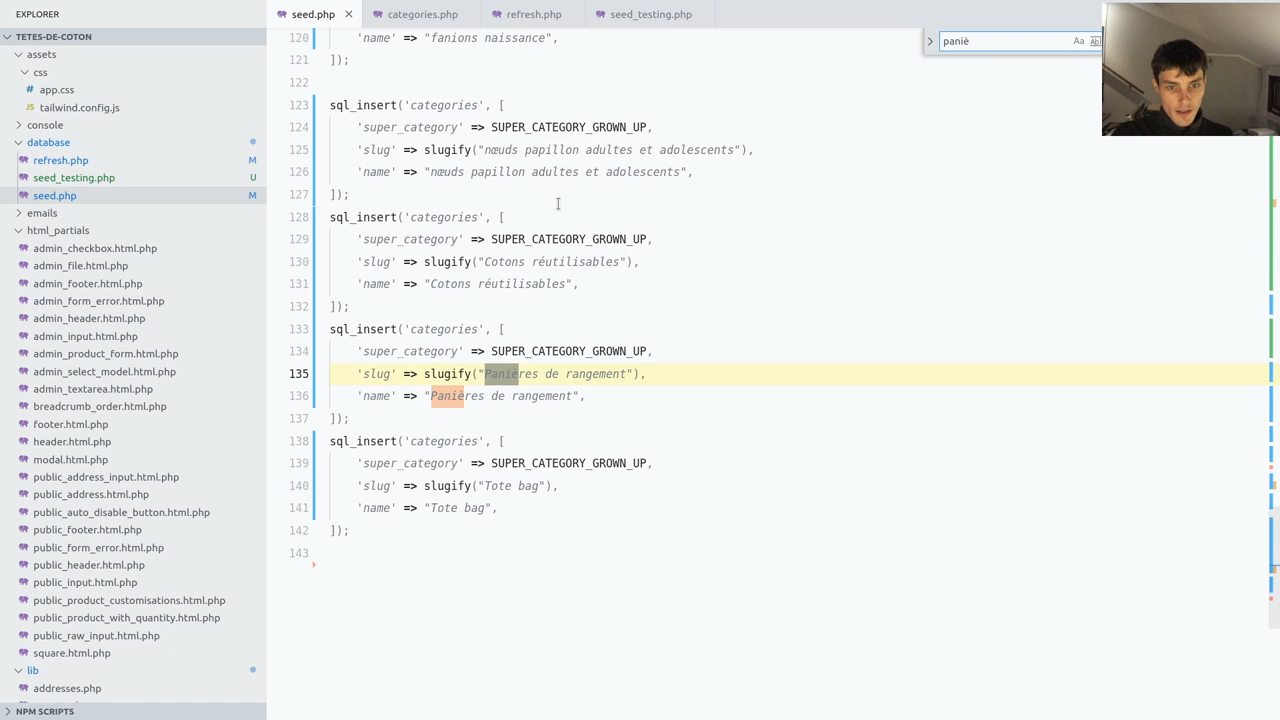 EXPLORER
TETES-DE-COTON
assets
css
app.css
JS tailwind.config.js
console
database
refresh.php M
seed_testing.php U
seed.php M
emails
html_partials
admin_checkbox.html.php
admin_file.html.php
admin_footer.html.php
admin_form_error.html.php
admin_header.html.php
admin_input.html.php
admin_product_form.html.php
admin_select_model.html.php
admin_textarea.html.php
breadcrumb_order.html.php
footer.html.php
header.html.php
modal.html.php
public_address_input.html.php
public_address.html.php
public_auto_disable_button.html.php
public_footer.html.php
public_form_error.html.php
public_header.html.php
public_input.html.php
public_product_customisations.html.php
public_product_with_quantity.html.php
public_raw_input.html.php
square.html.php
lib
addresses.php
NPM SCRIPTS
seed.php categories.php refresh.php seed_testing.php
paniè Aa Abl
120 'name' => "fanions naissance",
121 ]);
122
123 sql_insert('categories', [
124 'super_category' => SUPER_CATEGORY_GROWN_UP,
125 'slug' => slugify("nœuds papillon adultes et adolescents"),
126 'name' => "nœuds papillon adultes et adolescents",
127 ]);
128 sql_insert('categories', [
129 'super_category' => SUPER_CATEGORY_GROWN_UP,
130 'slug' => slugify("Cotons réutilisables"),
131 'name' => "Cotons réutilisables",
132 ]);
133 sql_insert('categories', [
134 'super_category' => SUPER_CATEGORY_GROWN_UP,
135 'slug' => slugify("Panières de rangement"),
136 'name' => "Panières de rangement",
137 ]);
138 sql_insert('categories', [
139 'super_category' => SUPER_CATEGORY_GROWN_UP,
140 'slug' => slugify("Tote bag"),
141 'name' => "Tote bag",
142 ]);
143